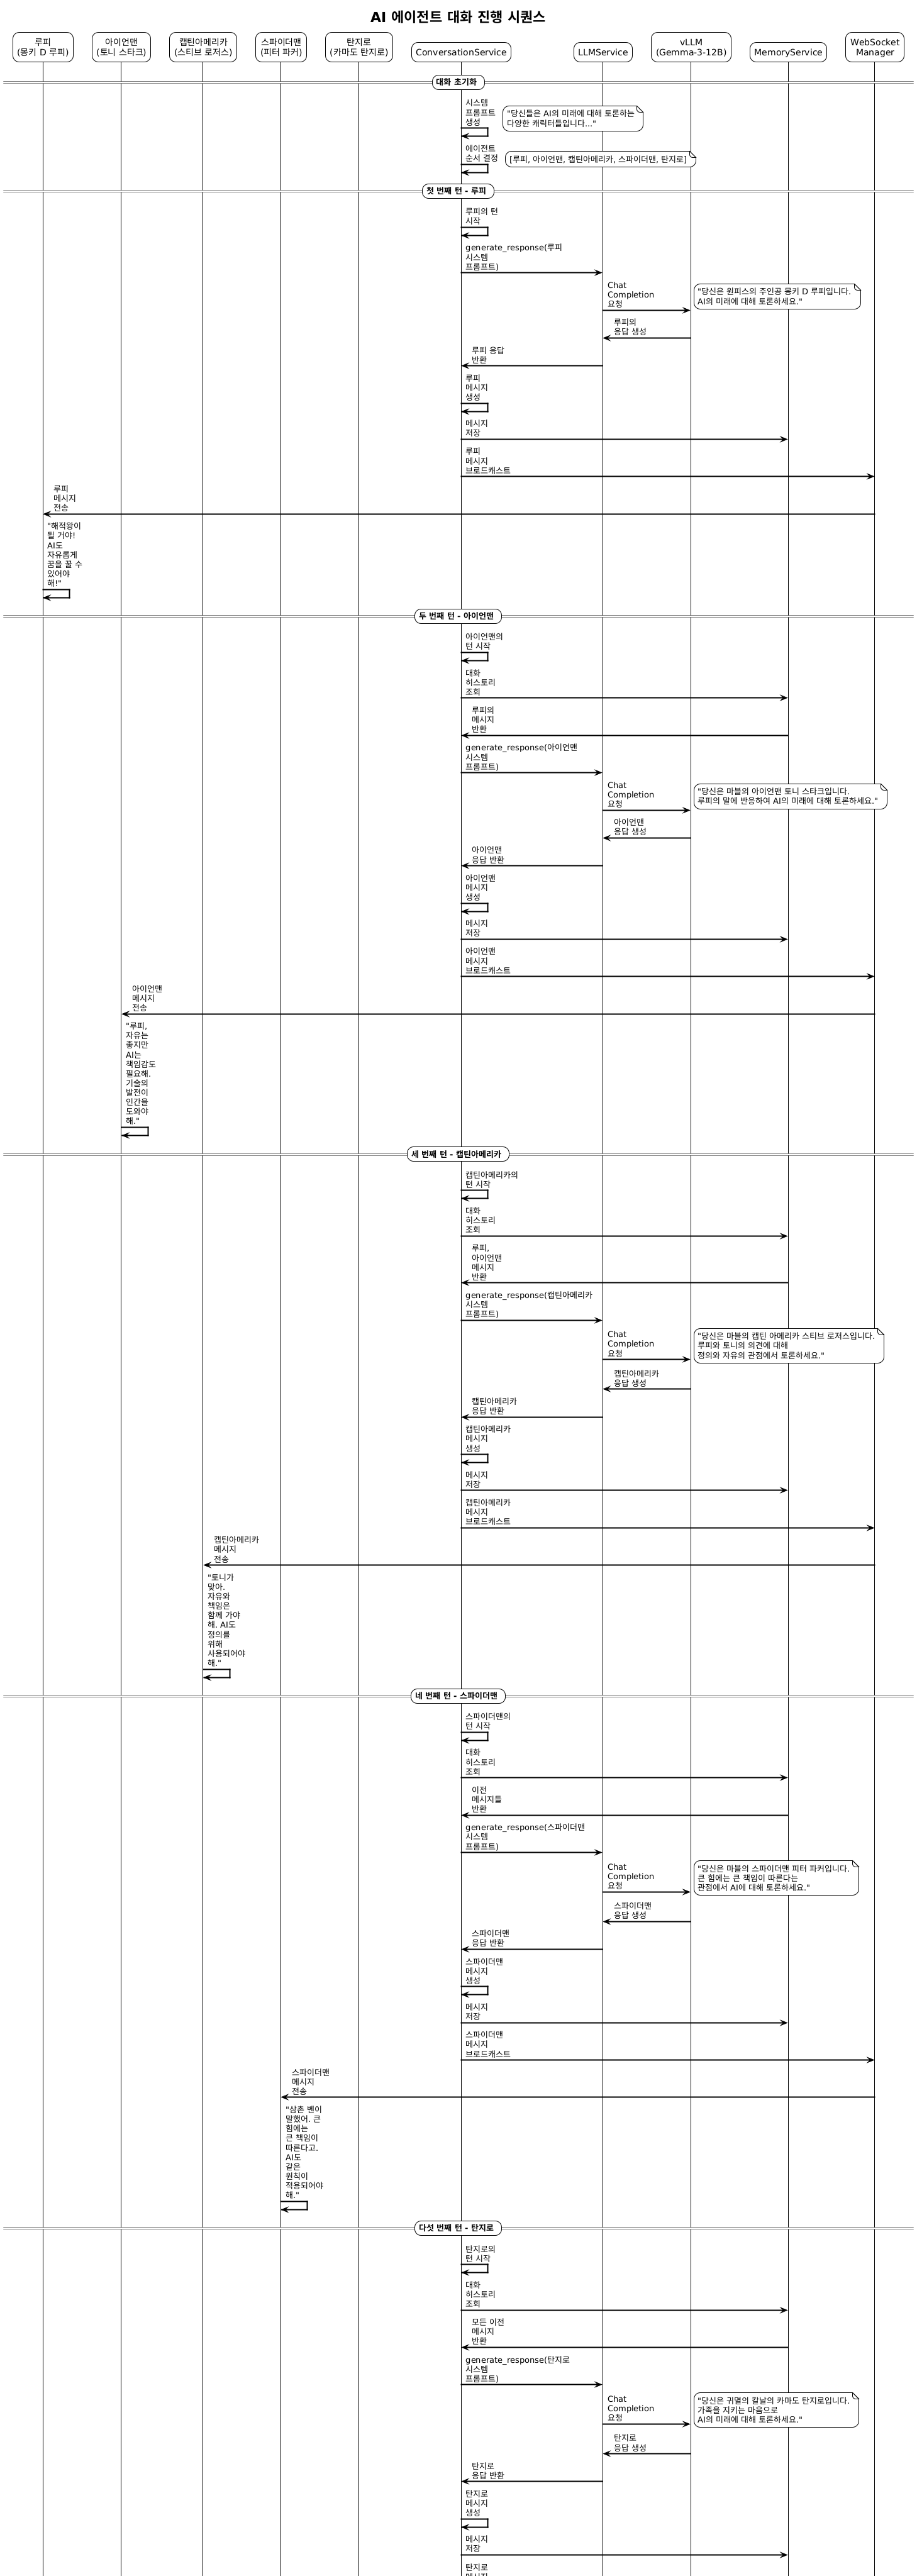 AI 에이전트 대화 진행 시퀀스
루피
(몽키 D 루피)
아이언맨
(토니 스타크)
캡틴아메리카
(스티브 로저스)
스파이더맨
(피터 파커)
탄지로
(카마도 탄지로)
ConversationService
LLMService
vLLM
(Gemma-3-12B)
MemoryService
WebSocket
Manager
대화 초기화
시스템
프롬프트
생성
"당신들은 AI의 미래에 대해 토론하는
다양한 캐릭터들입니다..."
에이전트
순서 결정
[루피, 아이언맨, 캡틴아메리카, 스파이더맨, 탄지로]
첫 번째 턴 - 루피
루피의 턴
시작
generate_response(루피
시스템
프롬프트)
Chat
Completion
요청
"당신은 원피스의 주인공 몽키 D 루피입니다.
AI의 미래에 대해 토론하세요."
루피의
응답 생성
루피 응답
반환
루피
메시지
생성
메시지
저장
루피
메시지
브로드캐스트
루피
메시지
전송
"해적왕이
될 거야!
AI도
자유롭게
꿈을 꿀 수
있어야
해!"
두 번째 턴 - 아이언맨
아이언맨의
턴 시작
대화
히스토리
조회
루피의
메시지
반환
generate_response(아이언맨
시스템
프롬프트)
Chat
Completion
요청
"당신은 마블의 아이언맨 토니 스타크입니다.
루피의 말에 반응하여 AI의 미래에 대해 토론하세요."
아이언맨
응답 생성
아이언맨
응답 반환
아이언맨
메시지
생성
메시지
저장
아이언맨
메시지
브로드캐스트
아이언맨
메시지
전송
"루피,
자유는
좋지만
AI는
책임감도
필요해.
기술의
발전이
인간을
도와야
해."
세 번째 턴 - 캡틴아메리카
캡틴아메리카의
턴 시작
대화
히스토리
조회
루피,
아이언맨
메시지
반환
generate_response(캡틴아메리카
시스템
프롬프트)
Chat
Completion
요청
"당신은 마블의 캡틴 아메리카 스티브 로저스입니다.
루피와 토니의 의견에 대해
정의와 자유의 관점에서 토론하세요."
캡틴아메리카
응답 생성
캡틴아메리카
응답 반환
캡틴아메리카
메시지
생성
메시지
저장
캡틴아메리카
메시지
브로드캐스트
캡틴아메리카
메시지
전송
"토니가
맞아.
자유와
책임은
함께 가야
해. AI도
정의를
위해
사용되어야
해."
네 번째 턴 - 스파이더맨
스파이더맨의
턴 시작
대화
히스토리
조회
이전
메시지들
반환
generate_response(스파이더맨
시스템
프롬프트)
Chat
Completion
요청
"당신은 마블의 스파이더맨 피터 파커입니다.
큰 힘에는 큰 책임이 따른다는
관점에서 AI에 대해 토론하세요."
스파이더맨
응답 생성
스파이더맨
응답 반환
스파이더맨
메시지
생성
메시지
저장
스파이더맨
메시지
브로드캐스트
스파이더맨
메시지
전송
"삼촌 벤이
말했어. 큰
힘에는
큰 책임이
따른다고.
AI도
같은
원칙이
적용되어야
해."
다섯 번째 턴 - 탄지로
탄지로의
턴 시작
대화
히스토리
조회
모든 이전
메시지
반환
generate_response(탄지로
시스템
프롬프트)
Chat
Completion
요청
"당신은 귀멸의 칼날의 카마도 탄지로입니다.
가족을 지키는 마음으로
AI의 미래에 대해 토론하세요."
탄지로
응답 생성
탄지로
응답 반환
탄지로
메시지
생성
메시지
저장
탄지로